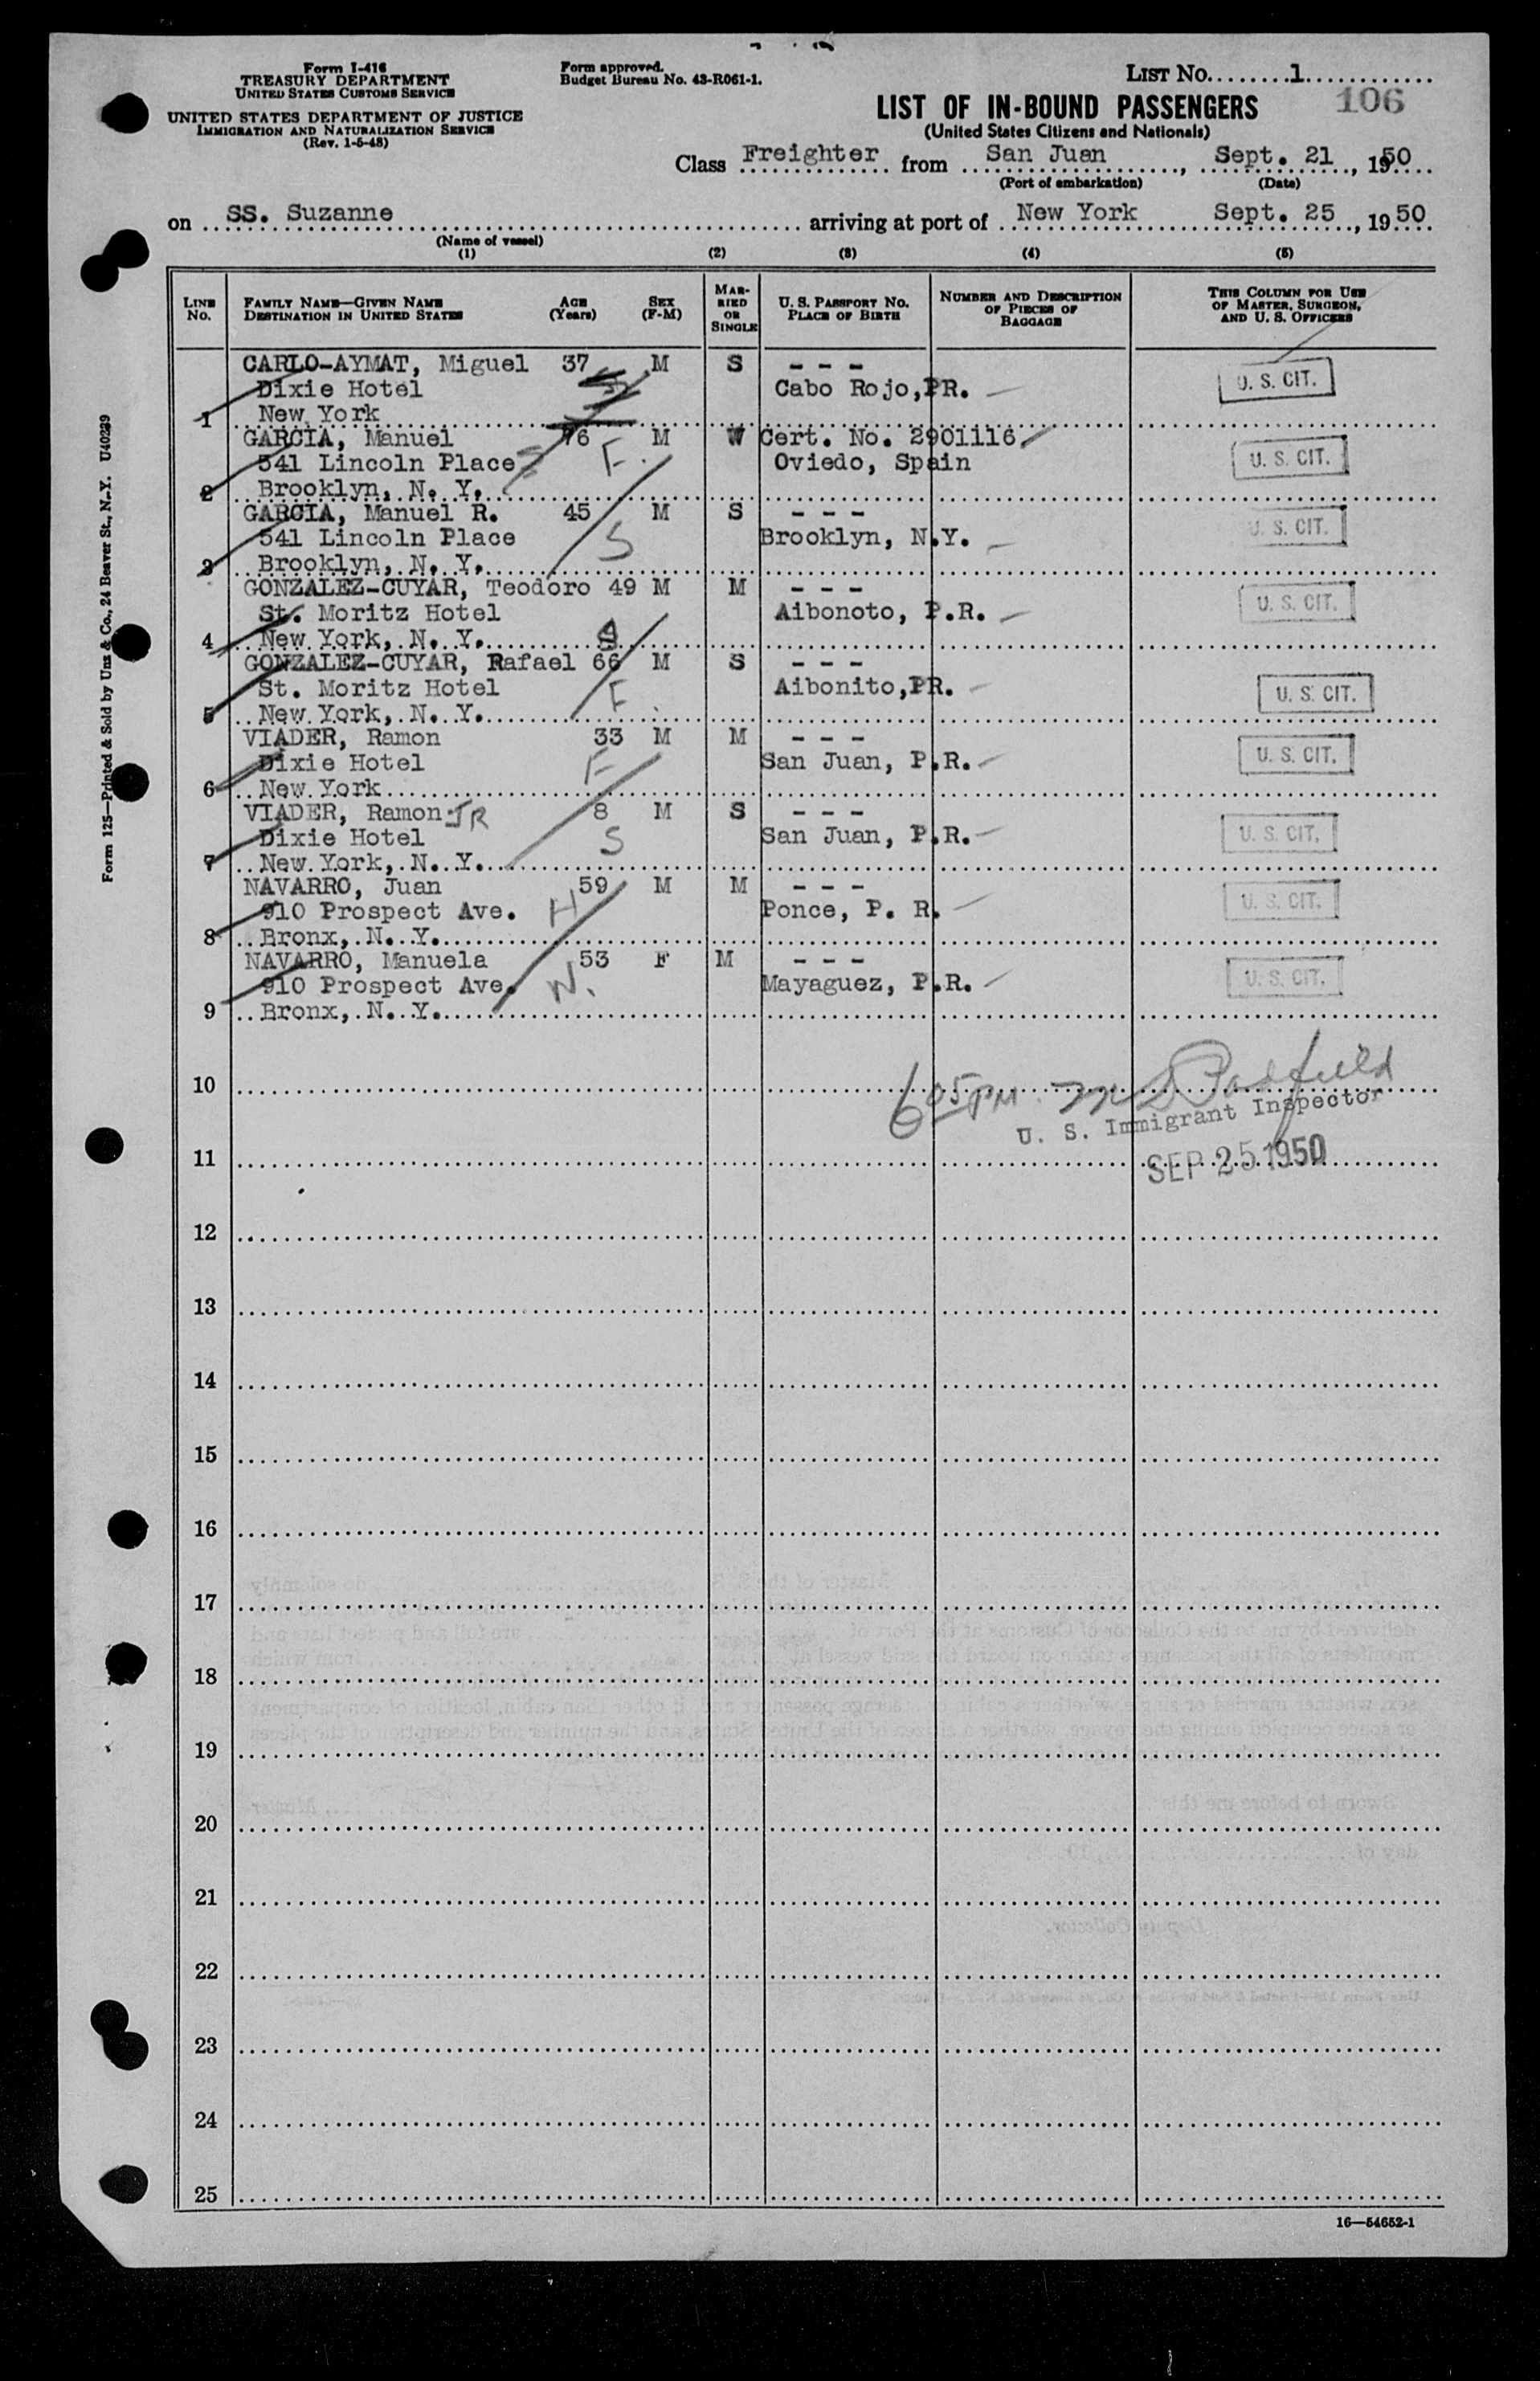 Form I-416
TREASURY DEPARTMENT
UNITED STATES CUSTOMS SERVICE
UNITED STATES DEPARTMENT OF JUSTICE
IMMIGRATION AND NATURALIZATION SERVICE
(Rev. 1-5-48)
Form approved.
Budget Bureau No. 43-R061-1.
LIST No. 1
106
LIST OF IN-BOUND PASSENGERS
(United States Citizens and Nationals)
Class Freighter from San Juan, Sept. 21, 1950
(Port of embarkation) (Date)
on SS. Suzanne arriving at port of New York Sept. 25, 1950
(Name of vessel)
(1) (2) (3) (4) (5)
LINE No.
FAMILY NAME—GIVEN NAME
DESTINATION IN UNITED STATES
AGE (Years)
SEX (F-M)
MARRIED OR SINGLE
U. S. PASSPORT NO.
PLACE OF BIRTH
NUMBER AND DESCRIPTION OF PIECES OF BAGGAGE
THIS COLUMN FOR USE OF MASTER, SURGEON, AND U. S. OFFICERS
CARLO-AYMAT, Miguel 37 M S - - -
Dixie Hotel Cabo Rojo,PR. U. S. CIT.
1 New York
GARCIA, Manuel 76 M W Cert. No. 2901116
541 Lincoln Place F. Oviedo, Spain U. S. CIT.
2 Brooklyn, N. Y.
GARCIA, Manuel R. 45 M S - - -
541 Lincoln Place S Brooklyn, N.Y. U. S. CIT.
3 Brooklyn, N. Y.
GONZALEZ-CUYAR, Teodoro 49 M M - - -
St. Moritz Hotel Aibonoto, P.R. U. S. CIT.
4 New York, N. Y.
GONZALEZ-CUYAR, Rafael 66 M S - - -
St. Moritz Hotel F Aibonito,PR. U. S. CIT.
5 New York, N. Y.
VIADER, Ramon 33 M M - - -
Dixie Hotel F San Juan, P.R. U. S. CIT.
6 New York
VIADER, Ramon JR 8 M S - - -
Dixie Hotel S San Juan, P.R. U. S. CIT.
7 New York, N. Y.
NAVARRO, Juan 59 M M - - -
910 Prospect Ave. H Ponce, P. R. U. S. CIT.
8 Bronx, N. Y.
NAVARRO, Manuela 53 F M - - -
910 Prospect Ave. W. Mayaguez, P.R. U. S. CIT.
9 Bronx, N. Y.
10
605 PM
U. S. Immigrant Inspector
11
SEP 25 1950
12
13
14
15
16
17
18
19
20
21
22
23
24
25
16—54652-1
Form 125—Printed & Sold by Unz & Co., 24 Beaver St., N.Y. U40239